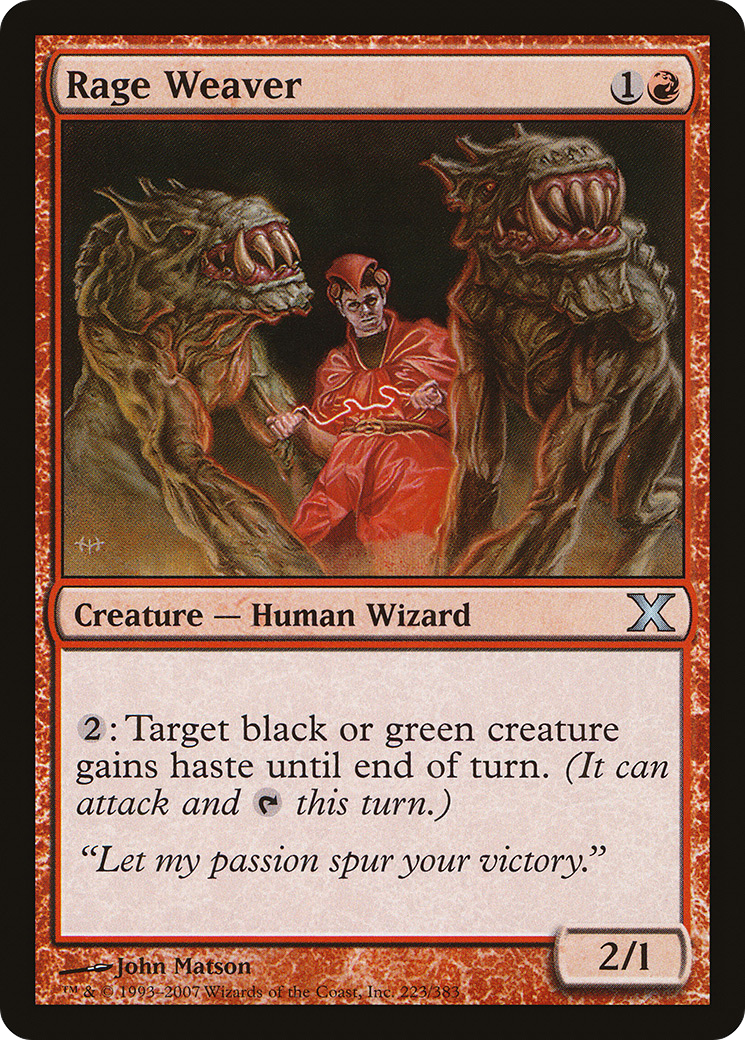 Rage Weaver 1
Creature — Human Wizard X
2: Target black or green creature
gains haste until end of turn. (It can
attack and this turn.)
“Let my passion spur your victory.”
2/1
John Matson
™ & © 1993–2007 Wizards of the Coast, Inc. 223/383